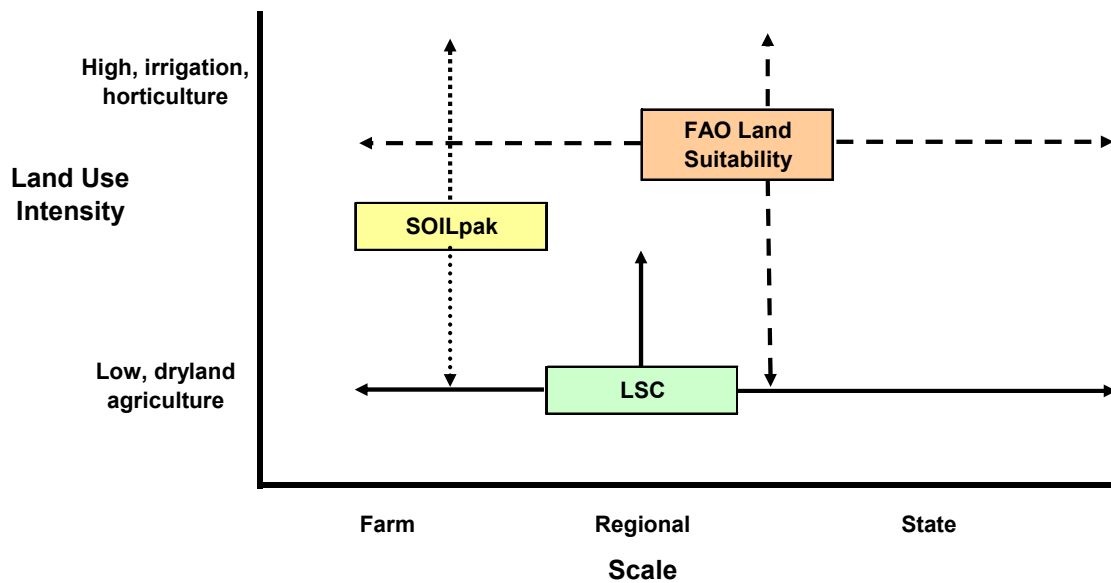 High, irrigation,
horticulture
FAO Land
Suitability
Land Use
Intensity
SOILpak
Low, dryland
agriculture
LSC
Farm
Regional
State
Scale